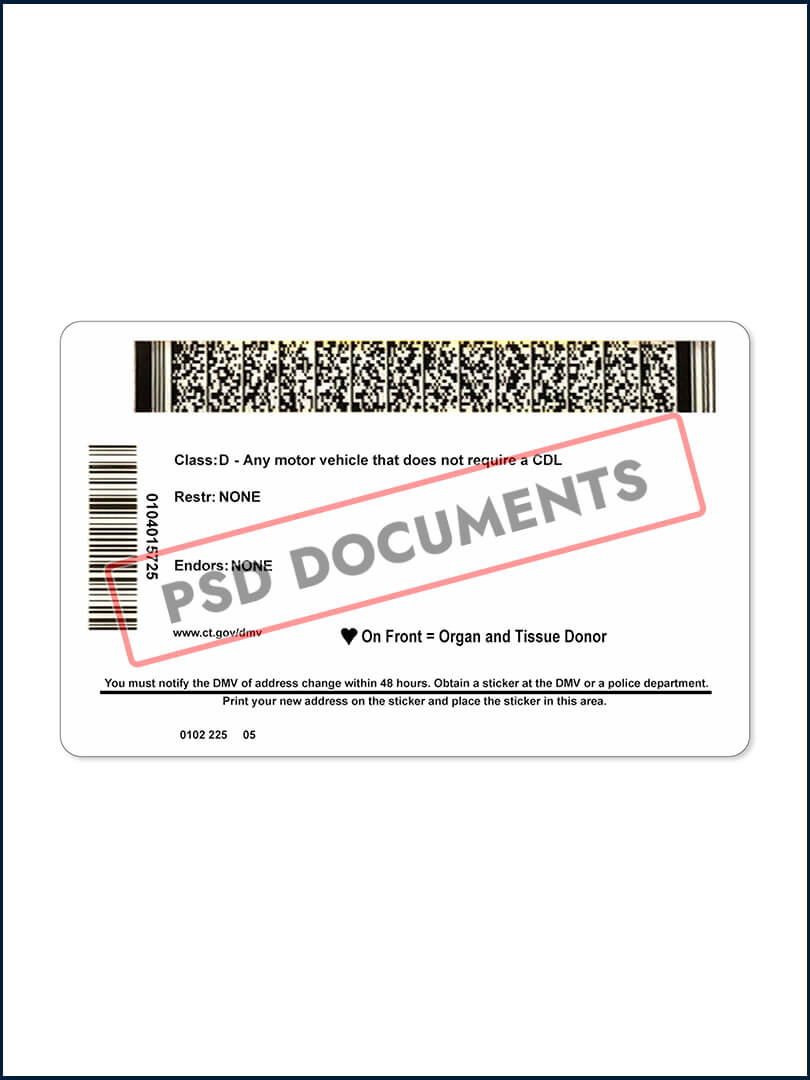 Class:D - Any motor vehicle that does not require a CDL
Restr: NONE
0104015725
Endors: NONE
PSD DOCUMENTS
www.ct.gov/dmv
♥ On Front = Organ and Tissue Donor
You must notify the DMV of address change within 48 hours. Obtain a sticker at the DMV or a police department.
Print your new address on the sticker and place the sticker in this area.
0102 225 05